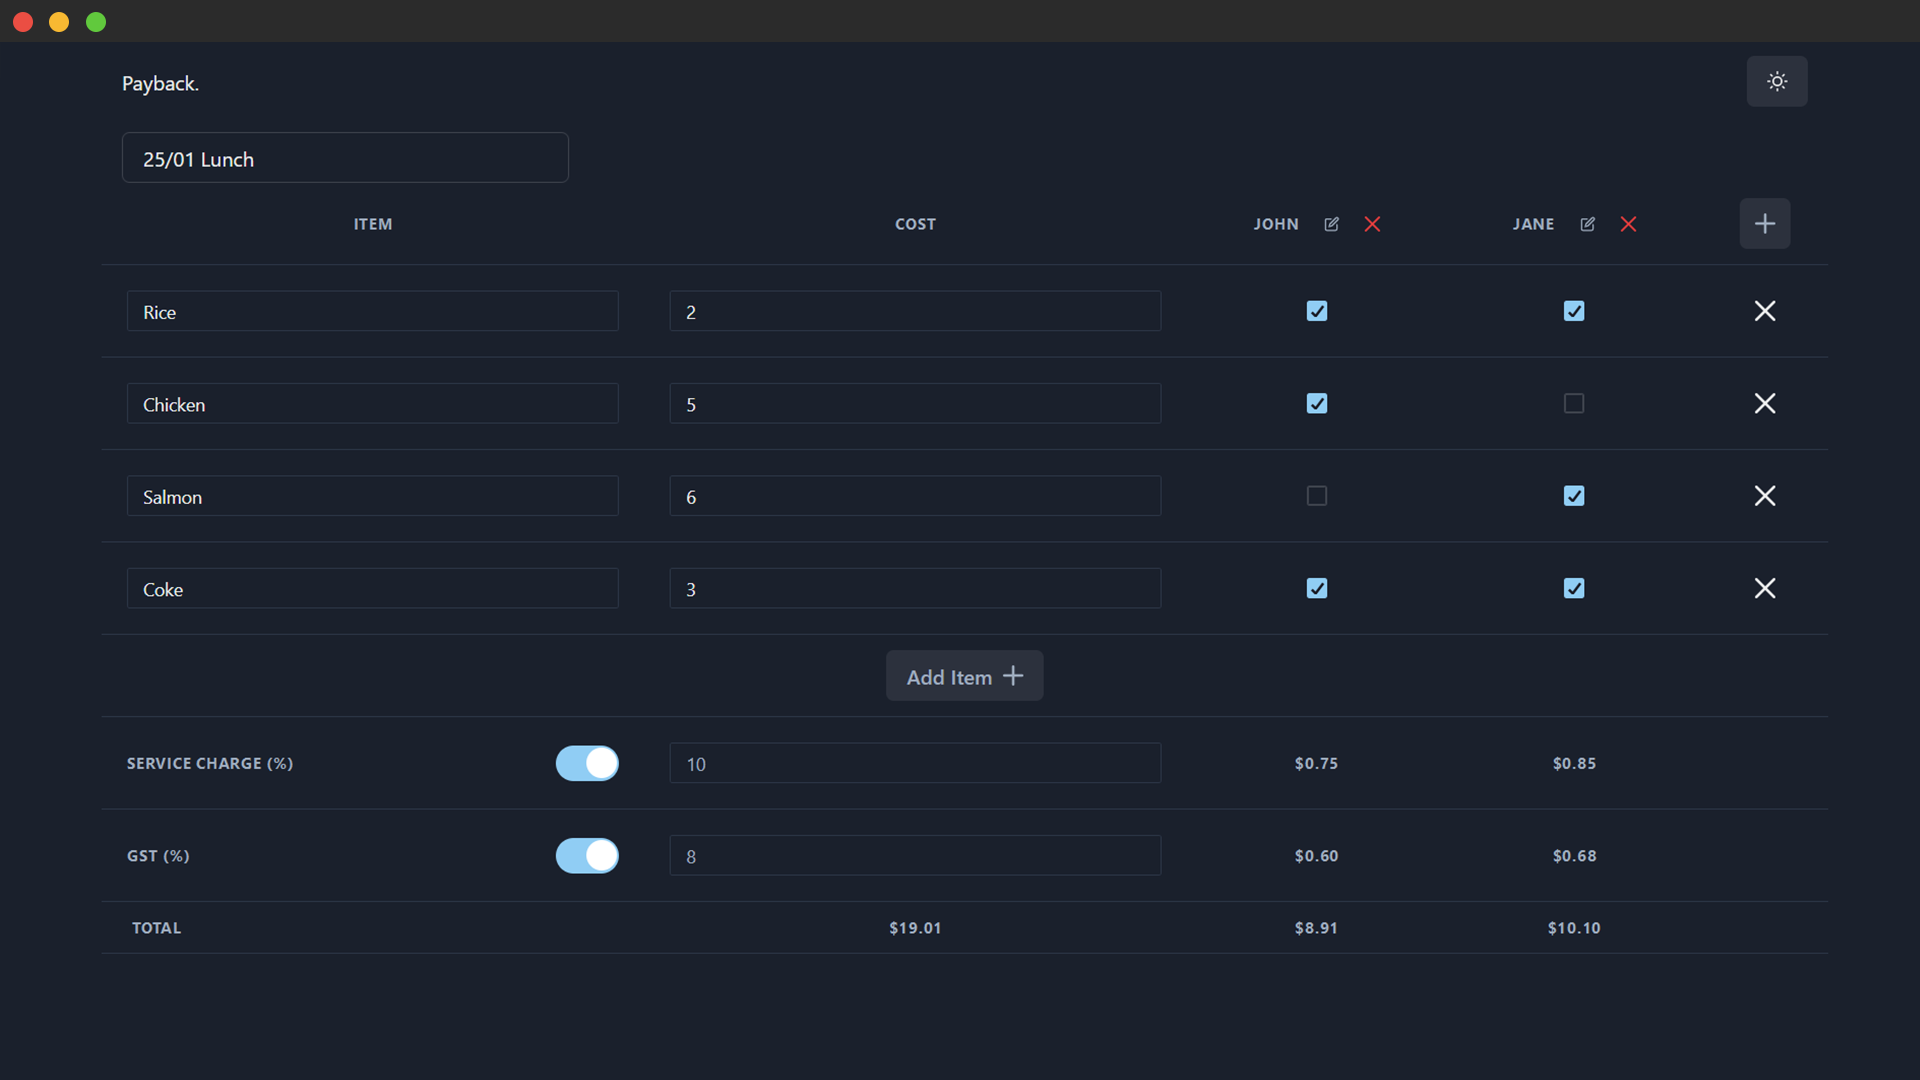 Payback.
25/01 Lunch
ITEM COST JOHN JANE
Rice 2
Chicken 5
Salmon 6
Coke 3
Add Item
SERVICE CHARGE (%) 10 $0.75 $0.85
GST (%) 8 $0.60 $0.68
TOTAL $19.01 $8.91 $10.10